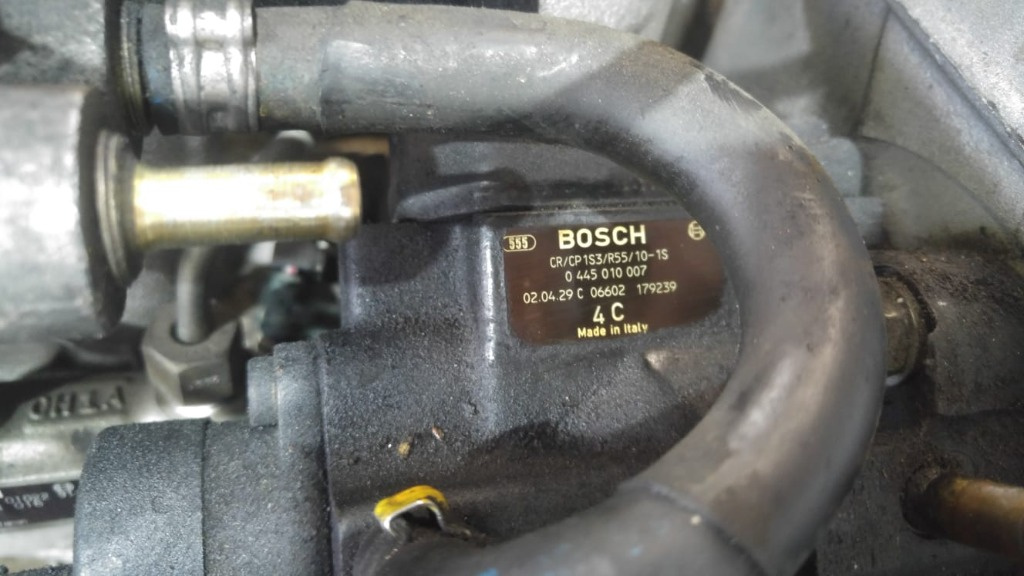 555 BOSCH
CR/CP1S3/R55/10-1S
0 445 010 007
02.04.29 C 06602 179239
4 C
Made in Italy